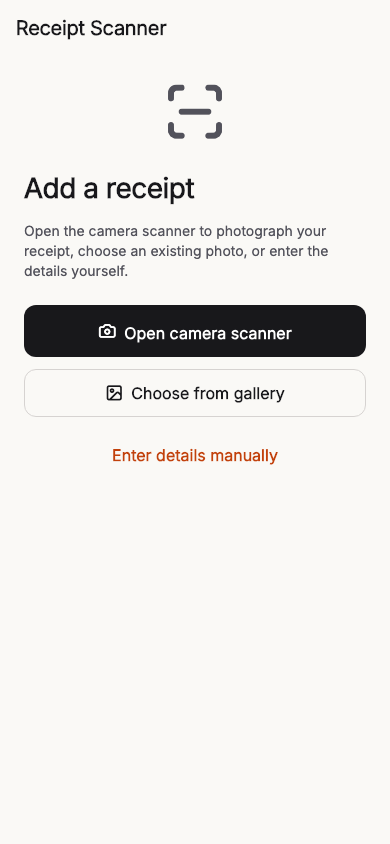 Receipt Scanner
Add a receipt
Open the camera scanner to photograph your
receipt, choose an existing photo, or enter the
details yourself.
Open camera scanner
Choose from gallery
Enter details manually